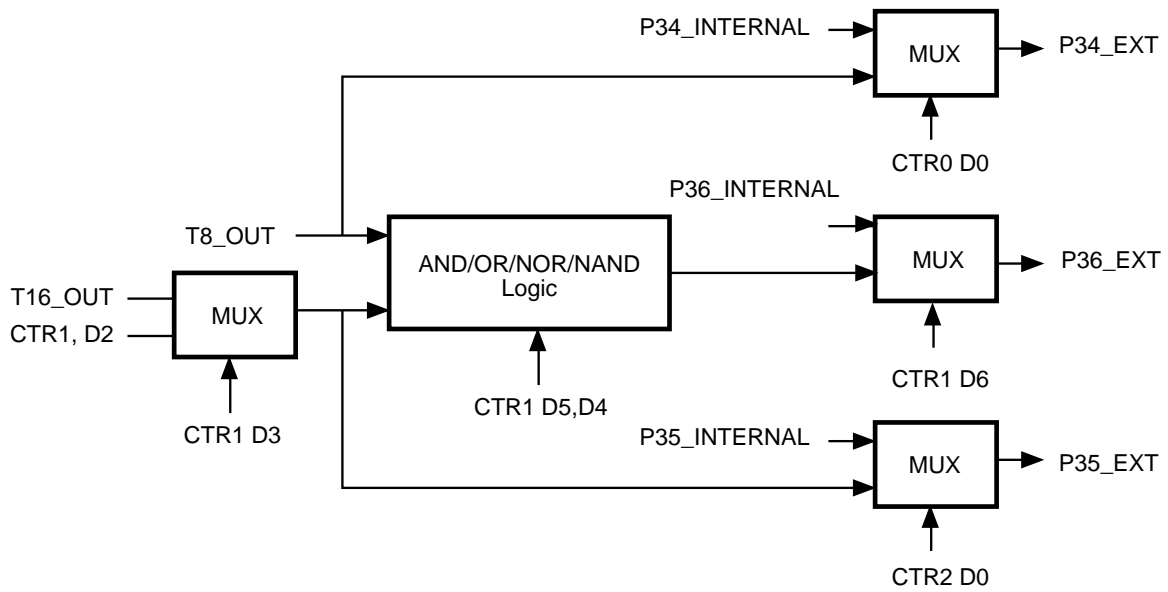 P34_INTERNAL
MUX
P34_EXT
CTR0 D0
P36_INTERNAL
T8_OUT
AND/OR/NOR/NAND
Logic
MUX
P36_EXT
T16_OUT
MUX
CTR1, D2
CTR1 D6
CTR1 D5,D4
CTR1 D3
P35_INTERNAL
MUX
P35_EXT
CTR2 D0